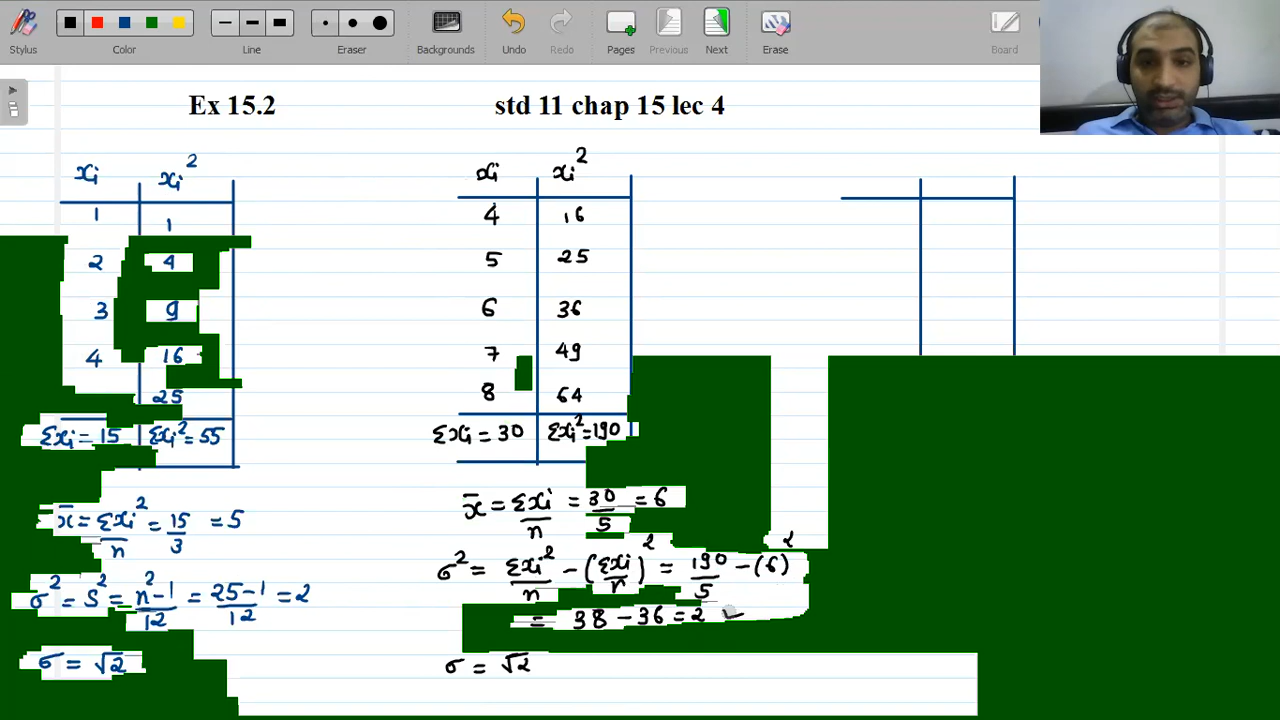 Stylus Color Line Eraser Backgrounds Undo Redo Pages Previous Next Erase Board
Ex 15.2 std 11 chap 15 lec 4
xi xi²
1 1
2 4
3 9
4 16
25
Σxi = 15 Σxi² = 55
x̄ = Σxi²/n = 15/3 = 5
σ² = S² = n²-1/12 = 25-1/12 = 2
σ = √2
xi xi²
4 16
5 25
6 36
7 49
8 64
Σxi = 30 Σxi² = 190
x̄ = Σxi/n = 30/5 = 6
σ² = Σxi²/n - (Σxi/n)² = 190/5 - (6)²
= 38 - 36 = 2
σ = √2